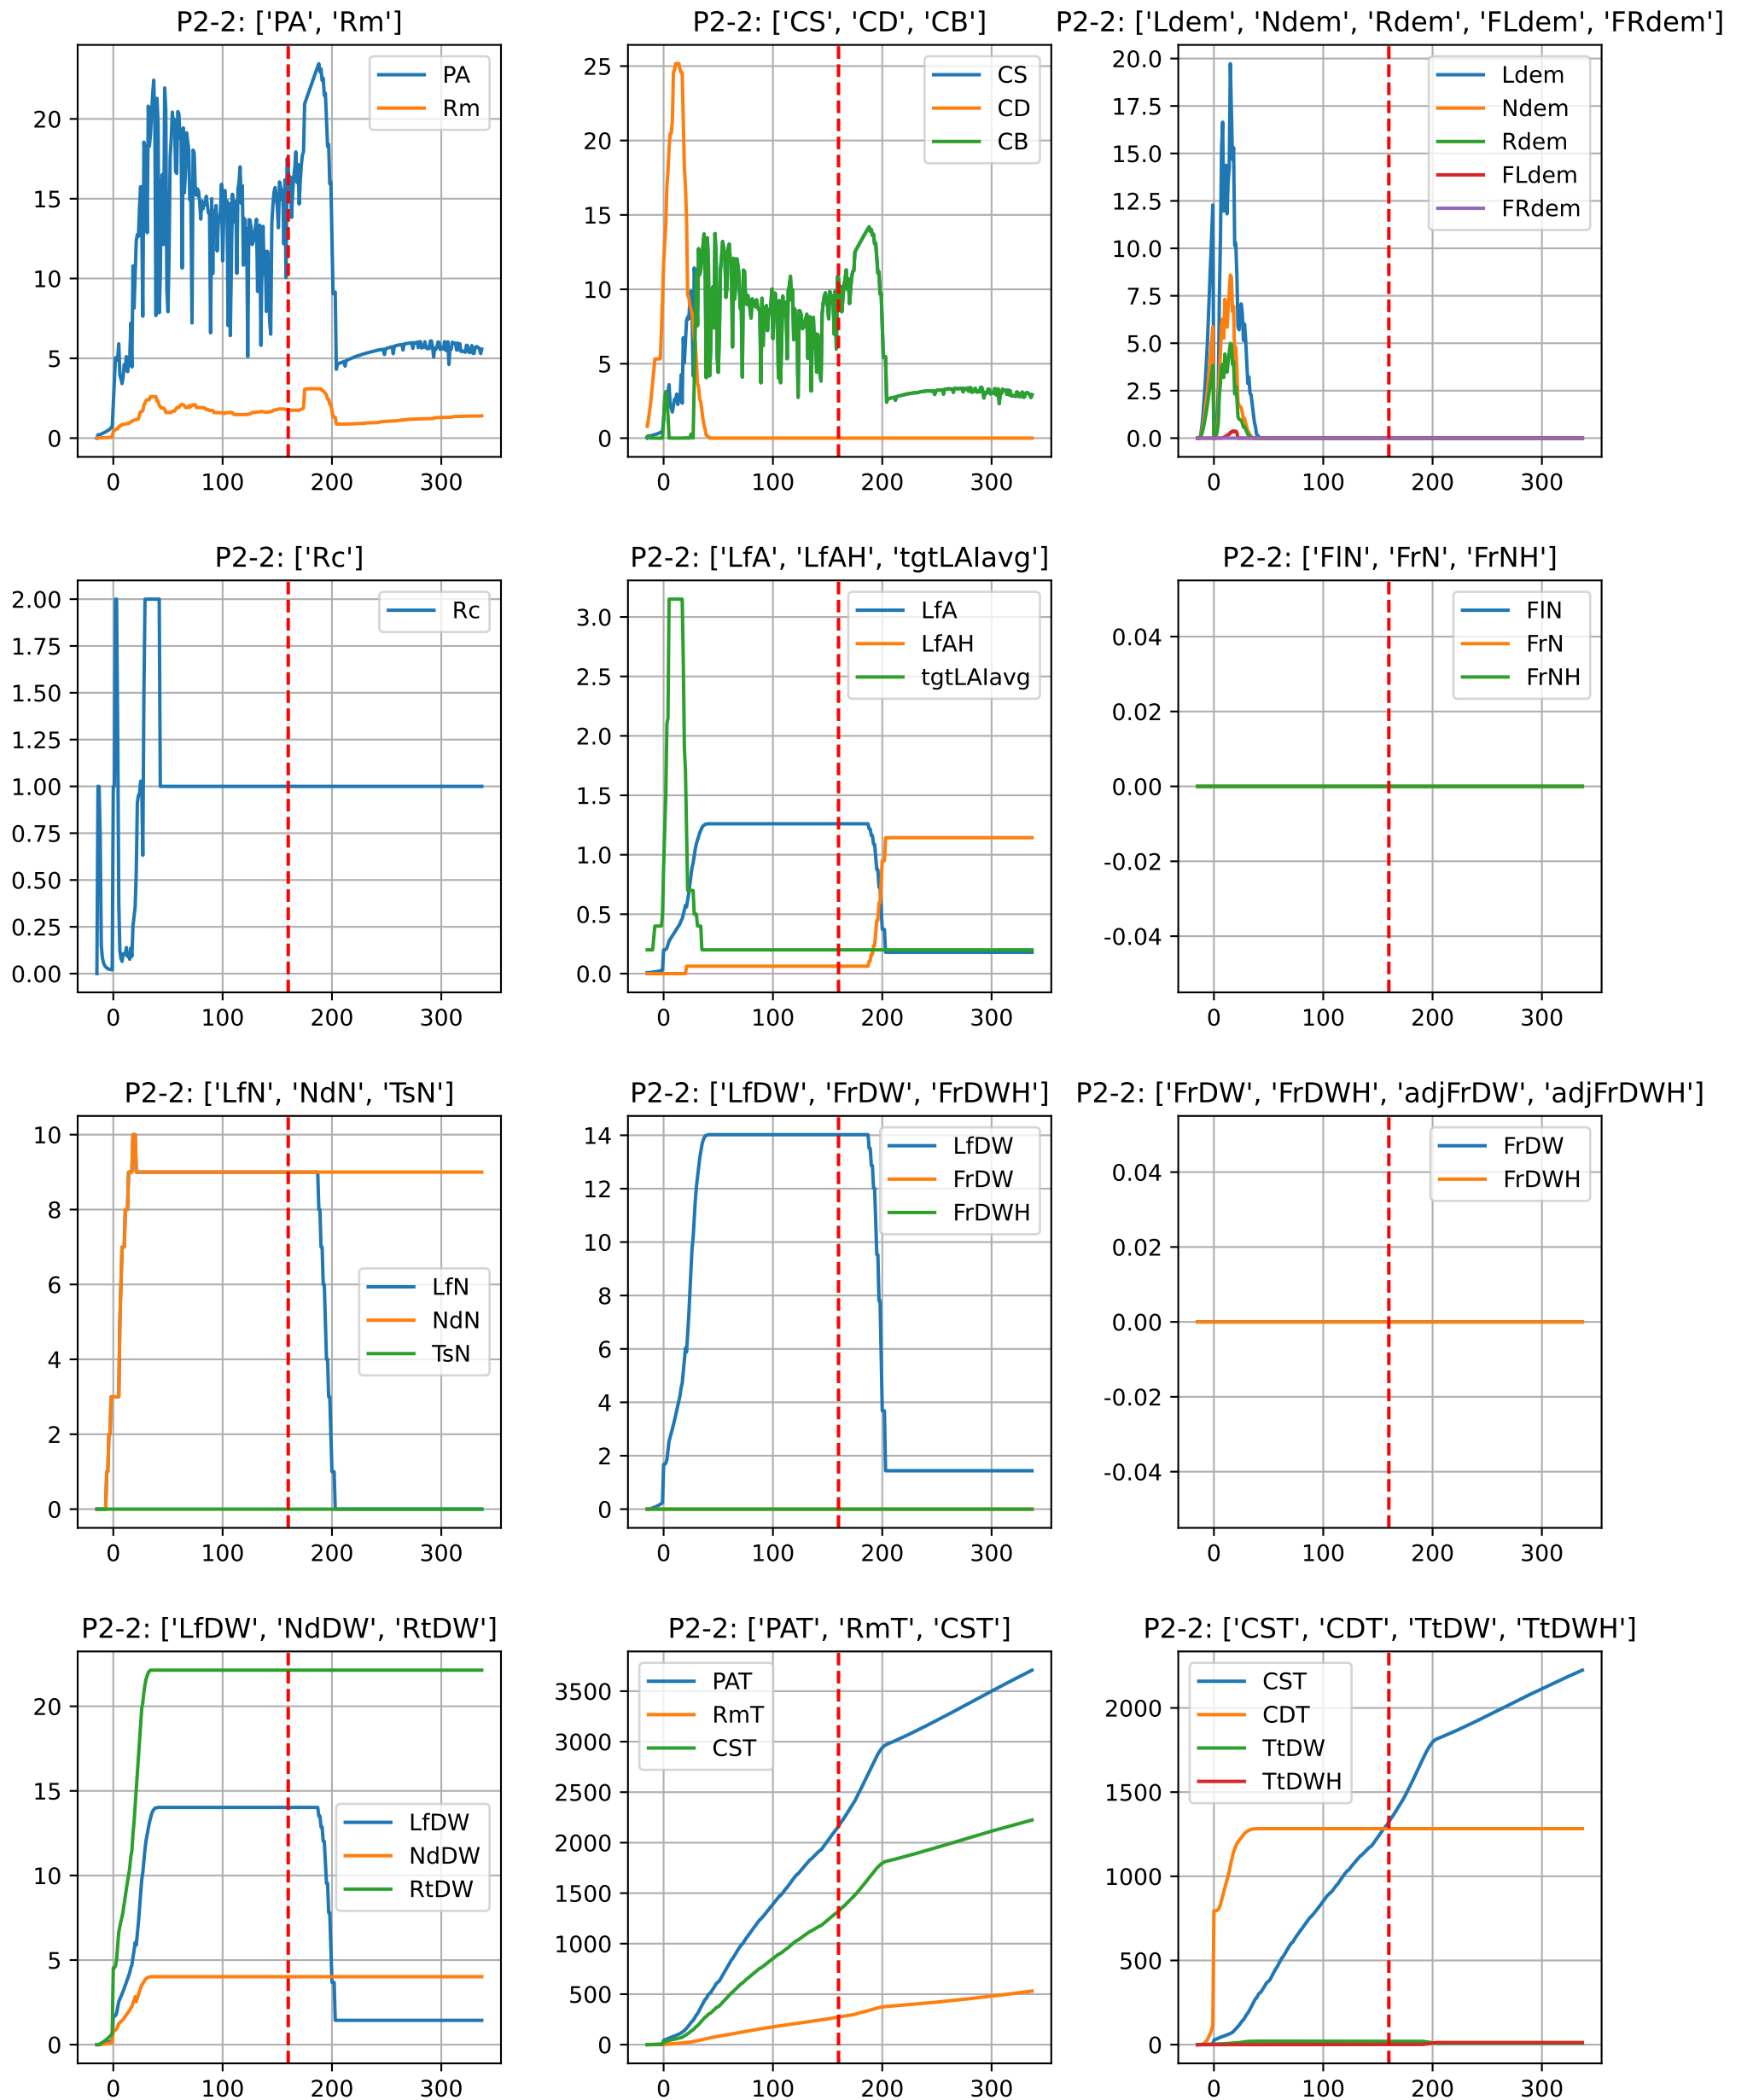 P2-2: ['PA', 'Rm']
PA
Rm
20
15
10
5
0
0 100 200 300
P2-2: ['CS', 'CD', 'CB']
CS
CD
CB
25
20
15
10
5
0
0 100 200 300
P2-2: ['Ldem', 'Ndem', 'Rdem', 'FLdem', 'FRdem']
Ldem
Ndem
Rdem
FLdem
FRdem
20.0
17.5
15.0
12.5
10.0
7.5
5.0
2.5
0.0
0 100 200 300
P2-2: ['Rc']
Rc
2.00
1.75
1.50
1.25
1.00
0.75
0.50
0.25
0.00
0 100 200 300
P2-2: ['LfA', 'LfAH', 'tgtLAIavg']
LfA
LfAH
tgtLAIavg
3.0
2.5
2.0
1.5
1.0
0.5
0.0
0 100 200 300
P2-2: ['FlN', 'FrN', 'FrNH']
FlN
FrN
FrNH
0.04
0.02
0.00
-0.02
-0.04
0 100 200 300
P2-2: ['LfN', 'NdN', 'TsN']
LfN
NdN
TsN
10
8
6
4
2
0
0 100 200 300
P2-2: ['LfDW', 'FrDW', 'FrDWH']
LfDW
FrDW
FrDWH
14
12
10
8
6
4
2
0
0 100 200 300
P2-2: ['FrDW', 'FrDWH', 'adjFrDW', 'adjFrDWH']
FrDW
FrDWH
0.04
0.02
0.00
-0.02
-0.04
0 100 200 300
P2-2: ['LfDW', 'NdDW', 'RtDW']
LfDW
NdDW
RtDW
20
15
10
5
0
0 100 200 300
P2-2: ['PAT', 'RmT', 'CST']
PAT
RmT
CST
3500
3000
2500
2000
1500
1000
500
0
0 100 200 300
P2-2: ['CST', 'CDT', 'TtDW', 'TtDWH']
CST
CDT
TtDW
TtDWH
2000
1500
1000
500
0
0 100 200 300